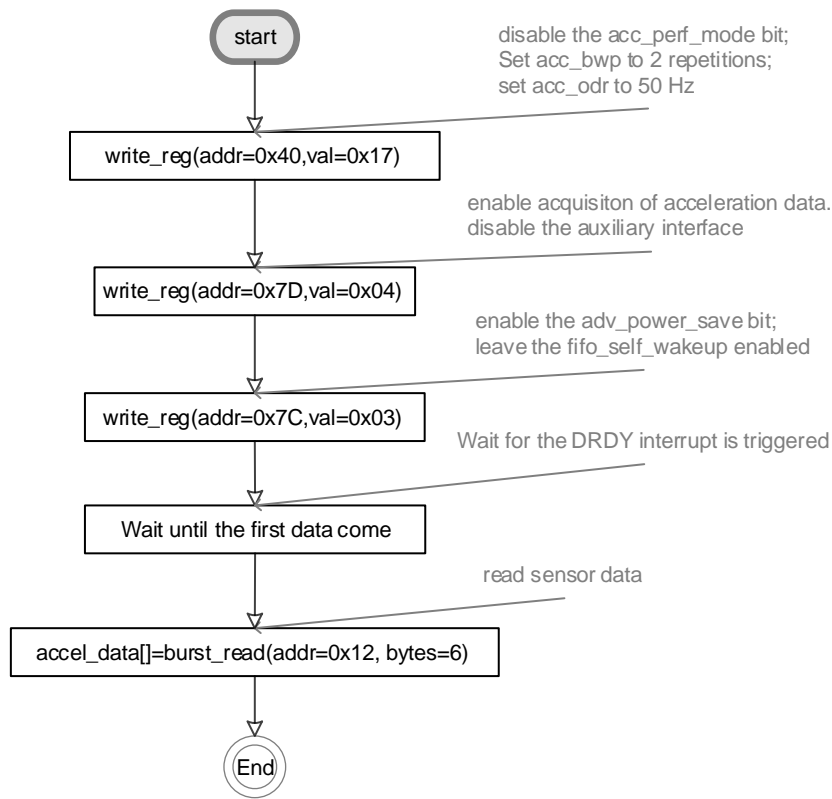 start
disable the acc_perf_mode bit;
Set acc_bwp to 2 repetitions;
set acc_odr to 50 Hz
write_reg(addr=0x40,val=0x17)
enable acquisiton of acceleration data.
disable the auxiliary interface
write_reg(addr=0x7D,val=0x04)
enable the adv_power_save bit;
leave the fifo_self_wakeup enabled
write_reg(addr=0x7C,val=0x03)
Wait for the DRDY interrupt is triggered
Wait until the first data come
read sensor data
accel_data[]=burst_read(addr=0x12, bytes=6)
End